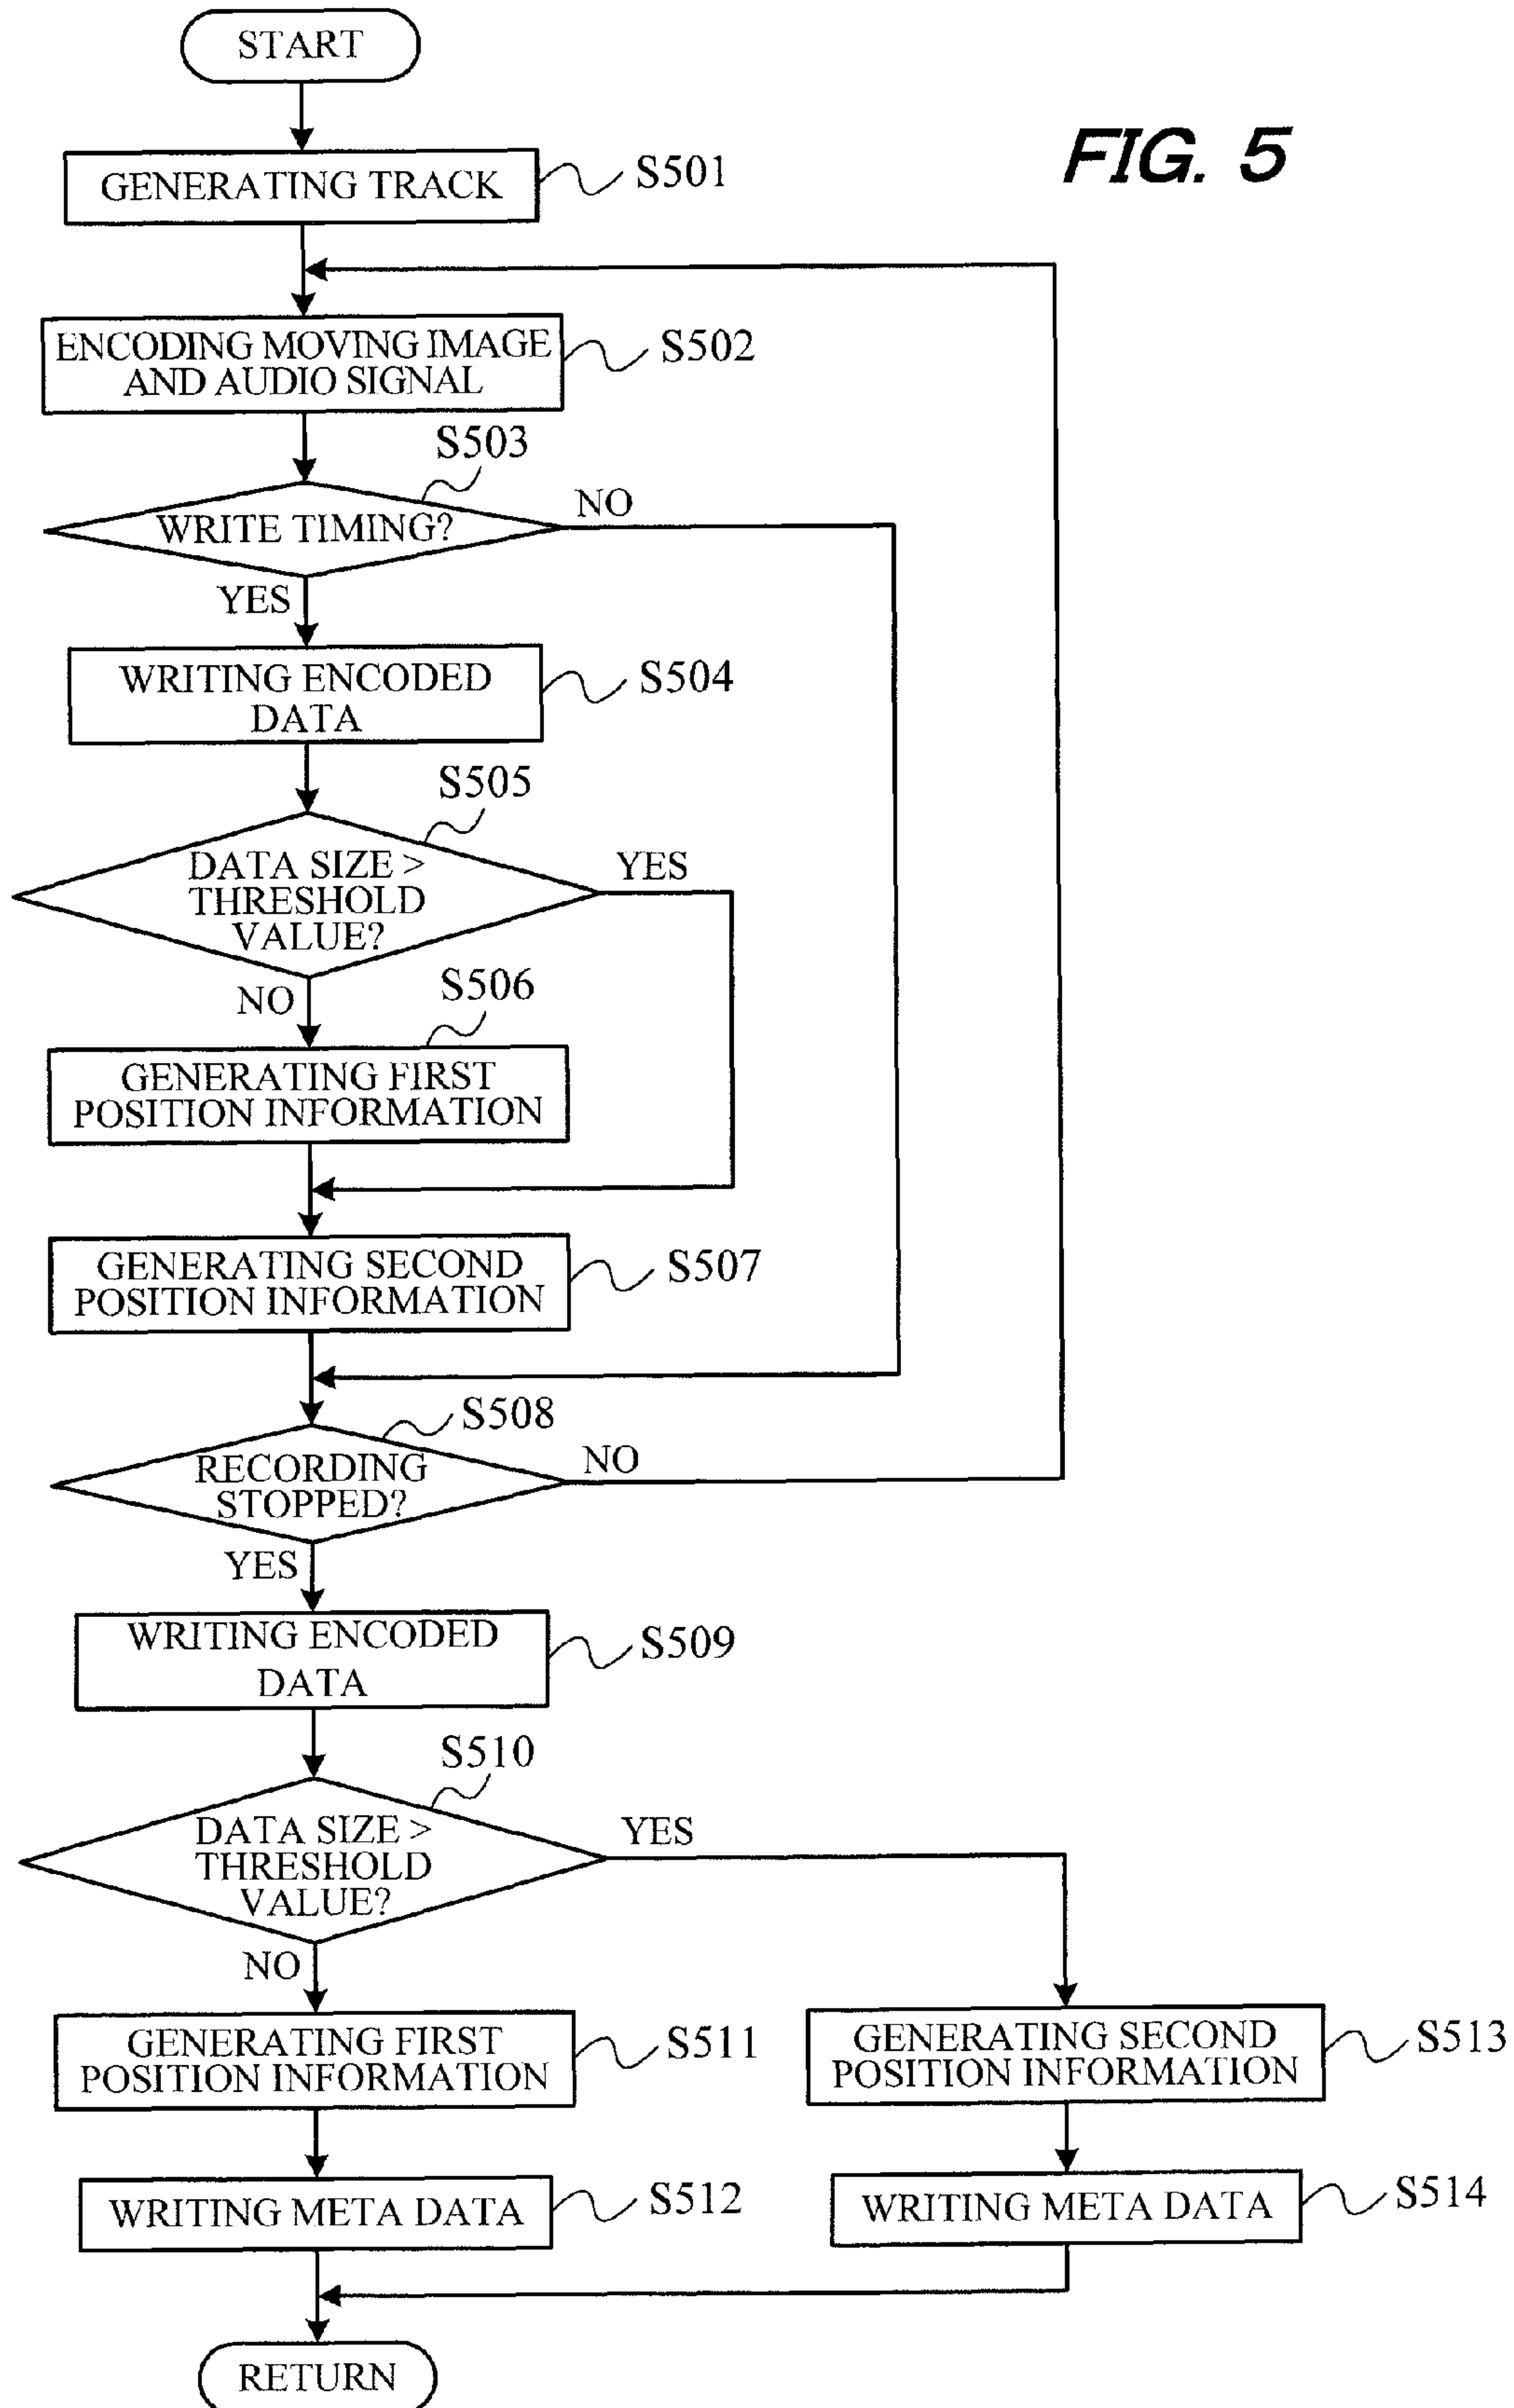 START
FIG. 5
GENERATING TRACK
S501
ENCODING MOVING IMAGE
AND AUDIO SIGNAL
S502
S503
WRITE TIMING?
NO
YES
WRITING ENCODED
DATA
S504
S505
DATA SIZE >
THRESHOLD
VALUE?
YES
NO
S506
GENERATING FIRST
POSITION INFORMATION
GENERATING SECOND
POSITION INFORMATION
S507
S508
RECORDING
STOPPED?
NO
YES
WRITING ENCODED
DATA
S509
S510
DATA SIZE >
THRESHOLD
VALUE?
YES
NO
GENERATING FIRST
POSITION INFORMATION
S511
GENERATING SECOND
POSITION INFORMATION
S513
WRITING META DATA
S512
WRITING META DATA
S514
RETURN